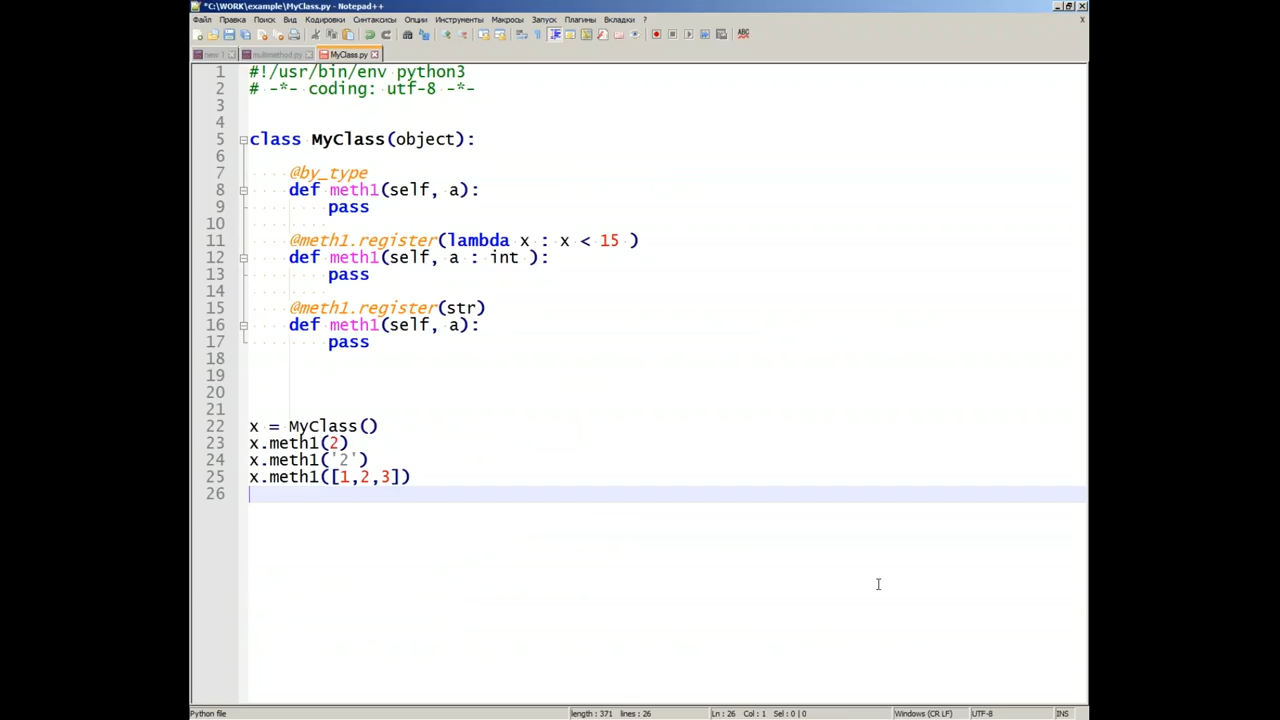 *C:\WORK\example\MyClass.py - Notepad++
Файл Правка Поиск Вид Кодировки Синтаксисы Опции Инструменты Макросы Запуск Плагины Вкладки ? X
ABC
new 1 multimethod.py MyClass.py
1 #!/usr/bin/env python3
2 # -*- coding: utf-8 -*-
3
4
5 class MyClass(object):
6
7 @by_type
8 def meth1(self, a):
9 pass
10
11 @meth1.register(lambda x : x < 15 )
12 def meth1(self, a : int ):
13 pass
14
15 @meth1.register(str)
16 def meth1(self, a):
17 pass
18
19
20
21
22 x = MyClass()
23 x.meth1(2)
24 x.meth1('2')
25 x.meth1([1,2,3])
26
Python file length : 371 lines : 26 Ln : 26 Col : 1 Sel : 0 | 0 Windows (CR LF) UTF-8 INS